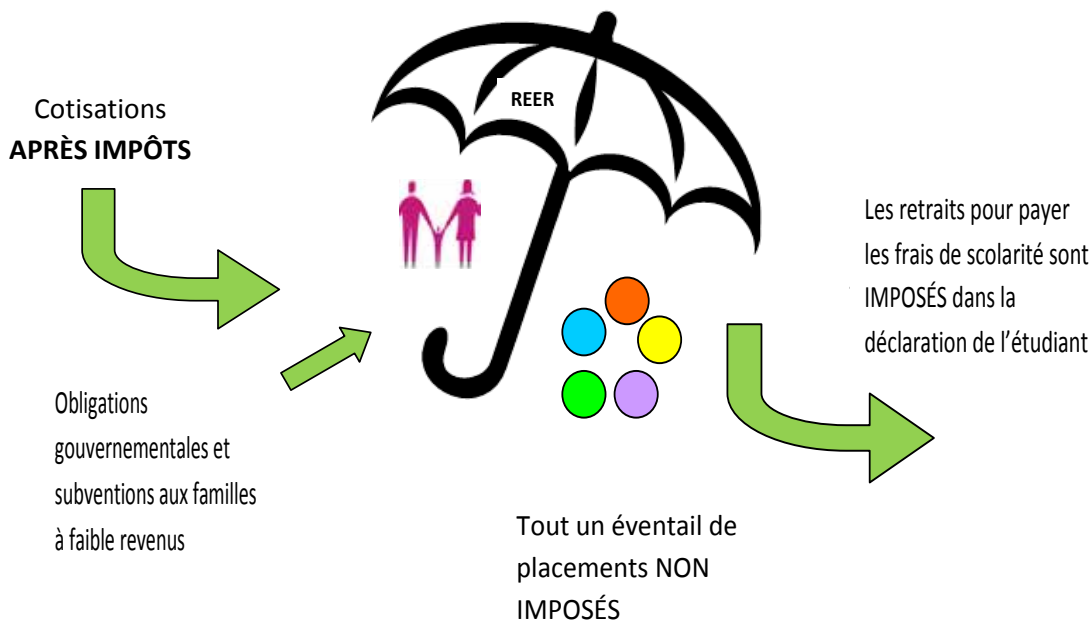 REER
Cotisations
APRÈS IMPÔTS
Obligations
gouvernementales et
subventions aux familles
à faible revenus
Tout un éventail de
placements NON
IMPOSÉS
Les retraits pour payer
les frais de scolarité sont
IMPOSÉS dans la
déclaration de l'étudiant